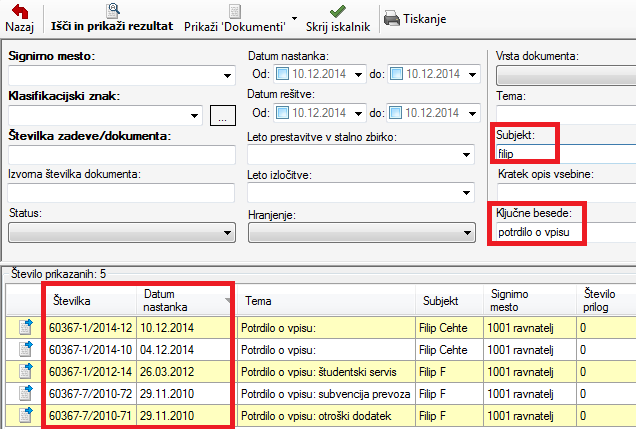 Nazaj
Išči in prikaži rezultat
Prikaži 'Dokumenti'
Skrij iskalnik
Tiskanje
Signirno mesto:
Datum nastanka:
Vrsta dokumenta:
Od: 10.12.2014 do: 10.12.2014
Klasifikacijski znak:
Datum rešitve:
Tema:
... Od: 10.12.2014 do: 10.12.2014
Številka zadeve/dokumenta:
Leto prestavitve v stalno zbirko:
Subjekt:
filip
Izvorna številka dokumenta:
Leto izločitve:
Kratek opis vsebine:
Status:
Hranjenje:
Ključne besede:
potrdilo o vpisu
Število prikazanih: 5
Številka Datum nastanka Tema Subjekt Signirno mesto Število prilog
60367-1/2014-12 10.12.2014 Potrdilo o vpisu: Filip Cehte 1001 ravnatelj 0
60367-1/2014-10 04.12.2014 Potrdilo o vpisu: Filip Cehte 1001 ravnatelj 0
60367-1/2012-14 26.03.2012 Potrdilo o vpisu: študentski servis Filip F 1001 ravnatelj 0
60367-7/2010-72 29.11.2010 Potrdilo o vpisu: subvencija prevoza Filip F 1001 ravnatelj 0
60367-7/2010-71 29.11.2010 Potrdilo o vpisu: otroški dodatek Filip F 1001 ravnatelj 0